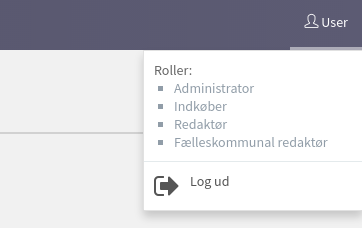 User
Roller:
Administrator
Indkøber
Redaktør
Fælleskommunal redaktør
Log ud